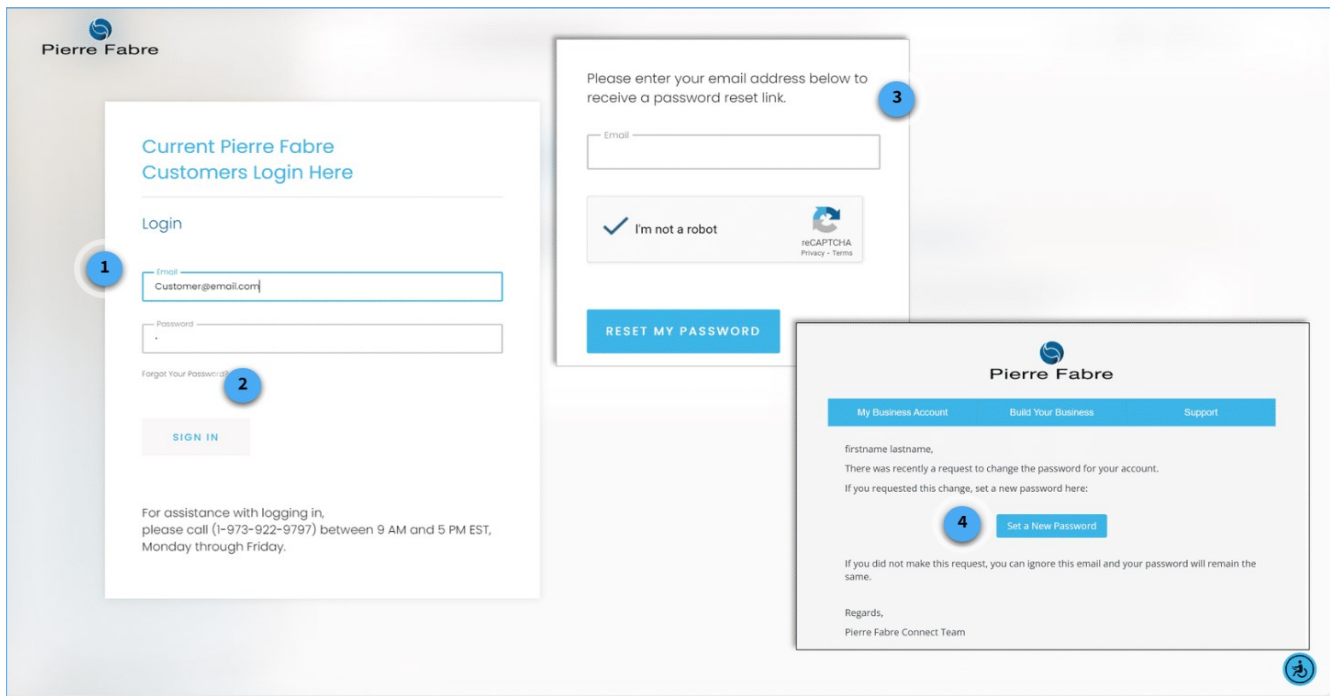 Pierre Fabre
Current Pierre Fabre
Customers Login Here
Login
1
Email
Customer@email.com
Password
Forgot Your Password?
2
SIGN IN
For assistance with logging in,
please call (1-973-922-9797) between 9 AM and 5 PM EST,
Monday through Friday.
Please enter your email address below to
receive a password reset link.
3
Email
I'm not a robot
reCAPTCHA
Privacy - Terms
RESET MY PASSWORD
Pierre Fabre
My Business Account Build Your Business Support
firstname lastname,
There was recently a request to change the password for your account.
If you requested this change, set a new password here:
4
Set a New Password
If you did not make this request, you can ignore this email and your password will remain the
same.
Regards,
Pierre Fabre Connect Team